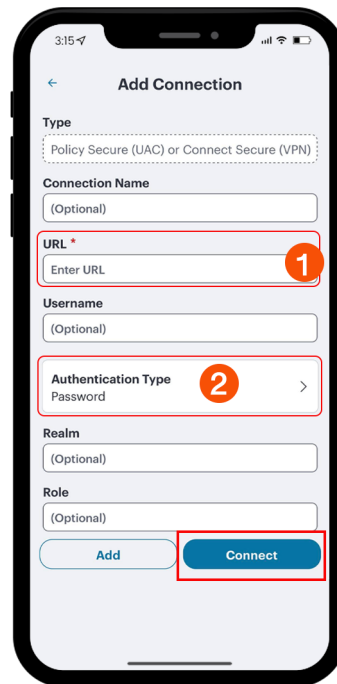 3:15
Add Connection
Type
Policy Secure (UAC) or Connect Secure (VPN)
Connection Name
(Optional)
URL *
Enter URL
1
Username
(Optional)
Authentication Type
Password
2
Realm
(Optional)
Role
(Optional)
Add
Connect